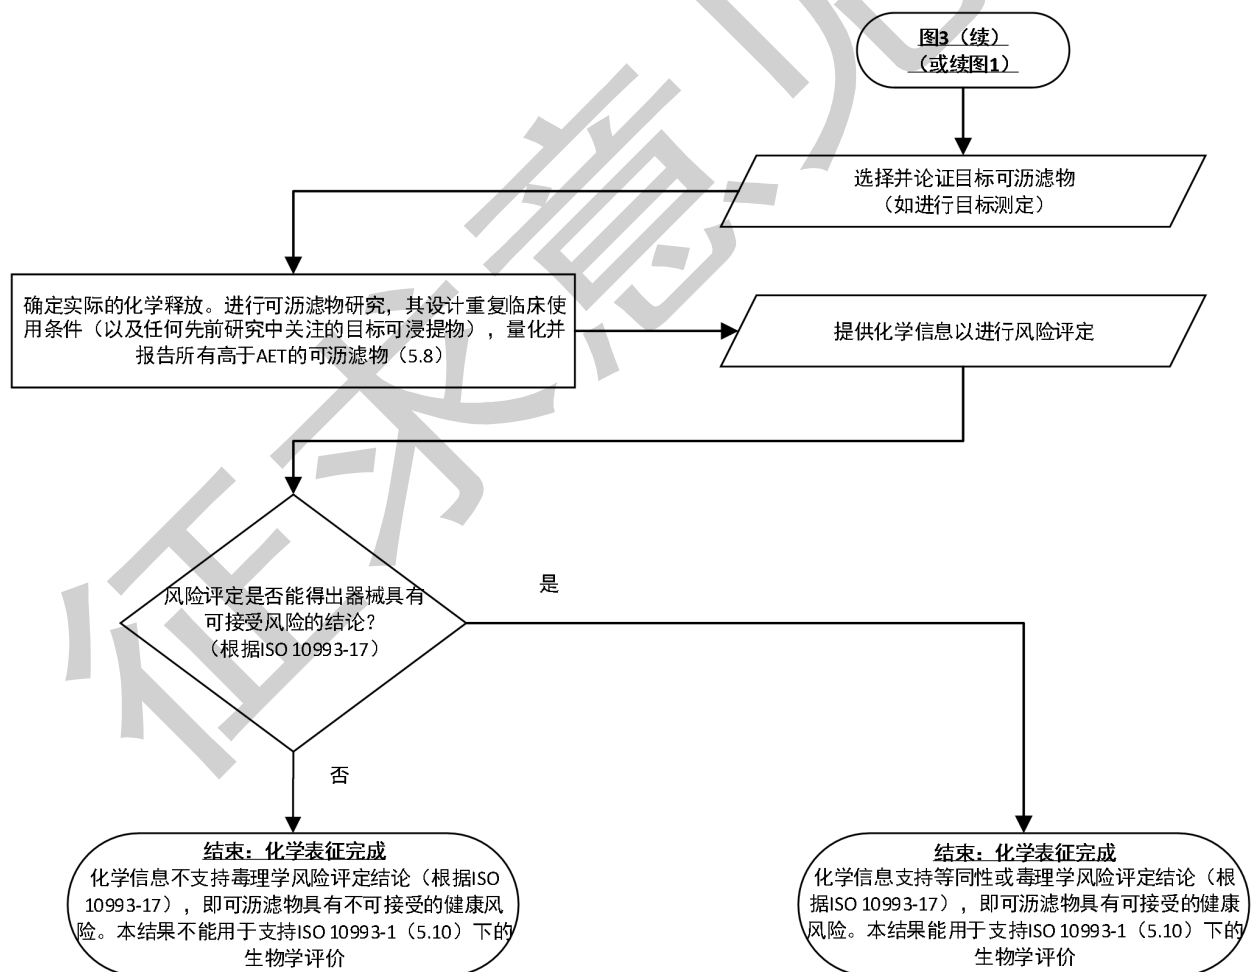 图3（续）
（或续图1）
选择并论证目标可沥滤物
（如进行目标测定）
确定实际的化学释放。进行可沥滤物研究，其设计重复临床使
用条件（以及任何先前研究中关注的目标可浸提物），量化并
报告所有高于AET的可沥滤物（5.8）
提供化学信息以进行风险评定
风险评定是否能得出器械具有
可接受风险的结论？
（根据ISO 10993-17）
是
否
结束：化学表征完成
化学信息不支持毒理学风险评定结论（根据ISO
10993-17），即可沥滤物具有不可接受的健康风
险。本结果不能用于支持ISO 10993-1（5.10）下的
生物学评价
结束：化学表征完成
化学信息支持等同性或毒理学风险评定结论（根
据ISO 10993-17），即可沥滤物具有可接受的健康
风险。本结果能用于支持ISO 10993-1（5.10）下的
生物学评价
征求意见